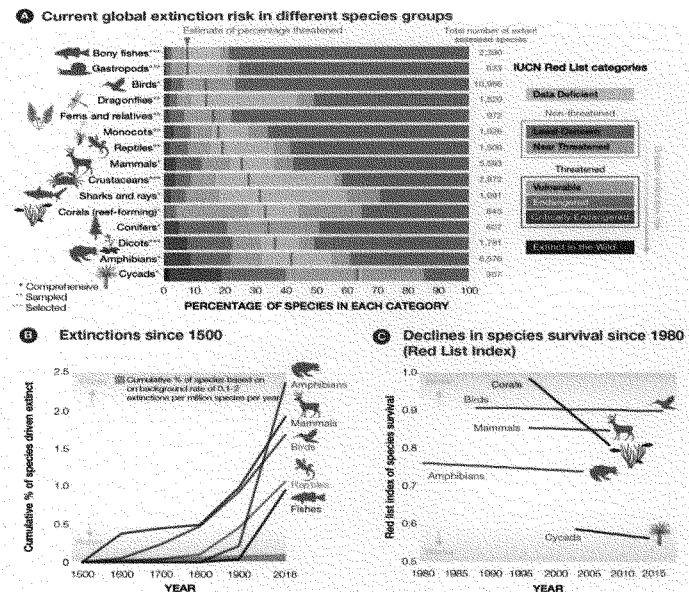 A Current global extinction risk in different species groups
Estimate of percentage threatened
Total number of extant
assessed species
Bony fishes***
Gastropods***
Birds*
10,966
Dragonflies**
Ferns and relatives***
972
Monocots***
Reptiles**
1,500
Mammals*
5,593
Crustaceans***
2,872
Sharks and rays*
1,091
Corals (reef-forming)*
845
Conifers*
607
Dicots***
1,781
Amphibians*
6,576
Cycads*
307
* Comprehensive
** Sampled
*** Selected
0 10 20 30 40 50 60 70 80 90 100
PERCENTAGE OF SPECIES IN EACH CATEGORY
IUCN Red List categories
Data Deficient
Non-threatened
Least Concern
Near Threatened
Threatened
Vulnerable
Endangered
Critically Endangered
Extinct in the Wild
B Extinctions since 1500
Cumulative % of species based on
on background rate of 0.1-2
extinctions per million species per year
Cumulative % of species driven extinct
2.5
2.0
1.5
1.0
0.5
0
Amphibians
Mammals
Birds
Reptiles
Fishes
1500 1600 1700 1800 1900 2018
YEAR
C Declines in species survival since 1980
(Red List Index)
Red list index of species survival
1.0
0.9
0.8
0.7
0.6
0.5
Corals
Birds
Mammals
Amphibians
Cycads
1980 1985 1990 1995 2000 2005 2010 2015
YEAR